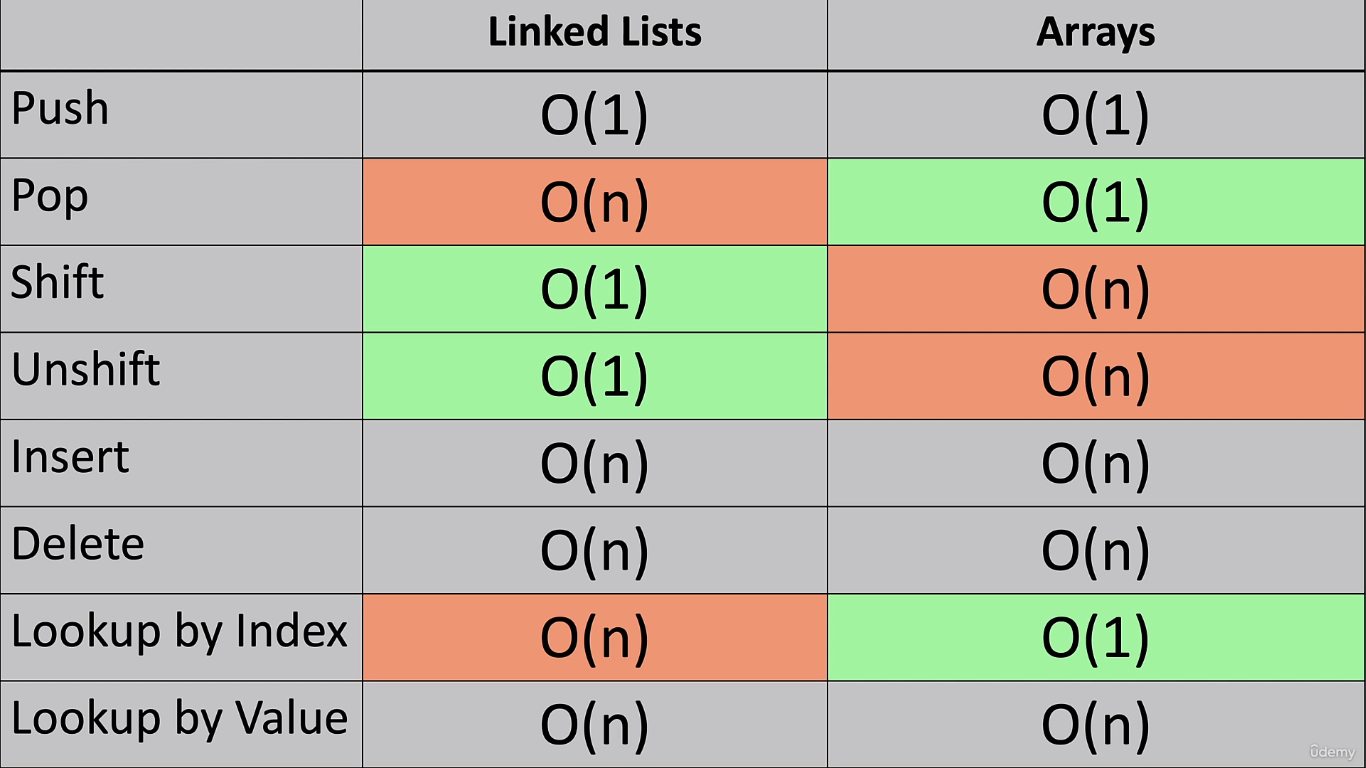 Linked Lists Arrays
Push O(1) O(1)
Pop O(n) O(1)
Shift O(1) O(n)
Unshift O(1) O(n)
Insert O(n) O(n)
Delete O(n) O(n)
Lookup by Index O(n) O(1)
Lookup by Value O(n) O(n)
ûdemy